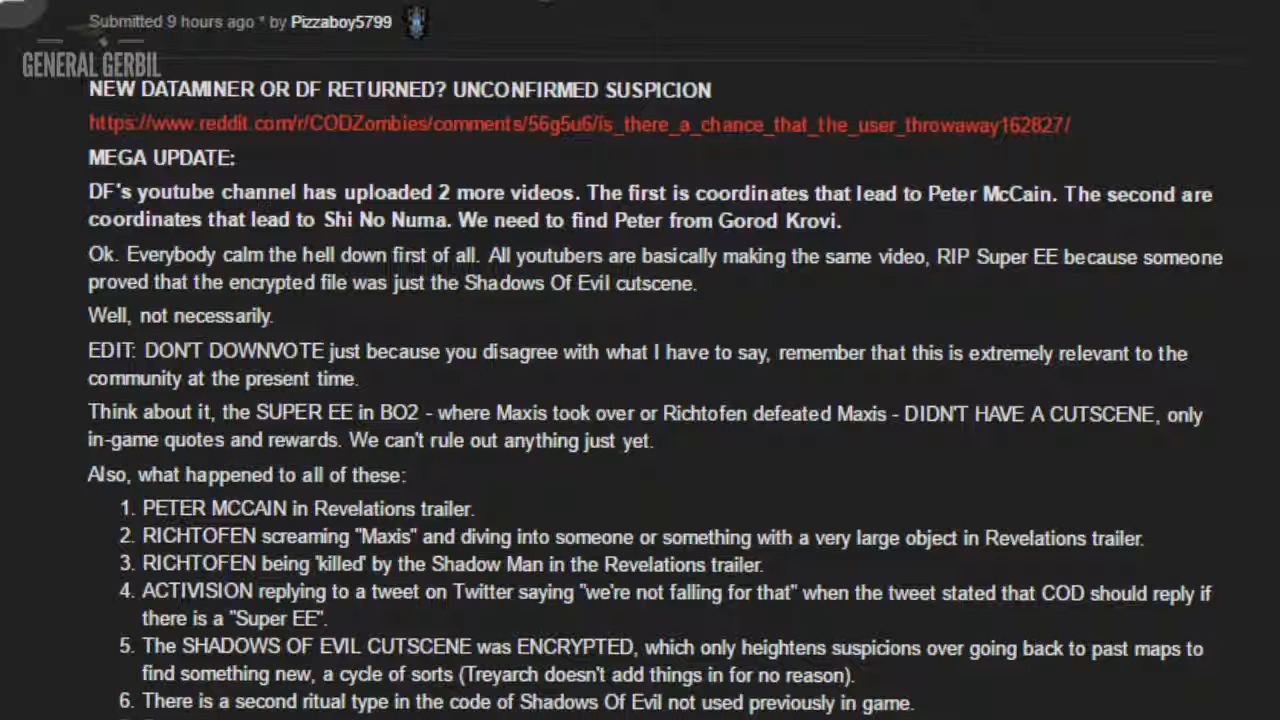 Submitted 9 hours ago * by Pizzaboy5799
GENERAL GERBIL
NEW DATAMINER OR DF RETURNED? UNCONFIRMED SUSPICION
https://www.reddit.com/r/CODZombies/comments/56g5u6/is_there_a_chance_that_the_user_throwaway162827/
MEGA UPDATE:
DF's youtube channel has uploaded 2 more videos. The first is coordinates that lead to Peter McCain. The second are
coordinates that lead to Shi No Numa. We need to find Peter from Gorod Krovi.
Ok. Everybody calm the hell down first of all. All youtubers are basically making the same video, RIP Super EE because someone
proved that the encrypted file was just the Shadows Of Evil cutscene.
Well, not necessarily.
EDIT: DON'T DOWNVOTE just because you disagree with what I have to say, remember that this is extremely relevant to the
community at the present time.
Think about it, the SUPER EE in BO2 - where Maxis took over or Richtofen defeated Maxis - DIDN'T HAVE A CUTSCENE, only
in-game quotes and rewards. We can't rule out anything just yet.
Also, what happened to all of these:
1. PETER MCCAIN in Revelations trailer.
2. RICHTOFEN screaming "Maxis" and diving into someone or something with a very large object in Revelations trailer.
3. RICHTOFEN being 'killed' by the Shadow Man in the Revelations trailer.
4. ACTIVISION replying to a tweet on Twitter saying "we're not falling for that" when the tweet stated that COD should reply if
there is a "Super EE".
5. The SHADOWS OF EVIL CUTSCENE was ENCRYPTED, which only heightens suspicions over going back to past maps to
find something new, a cycle of sorts (Treyarch doesn't add things in for no reason).
6. There is a second ritual type in the code of Shadows Of Evil not used previously in game.